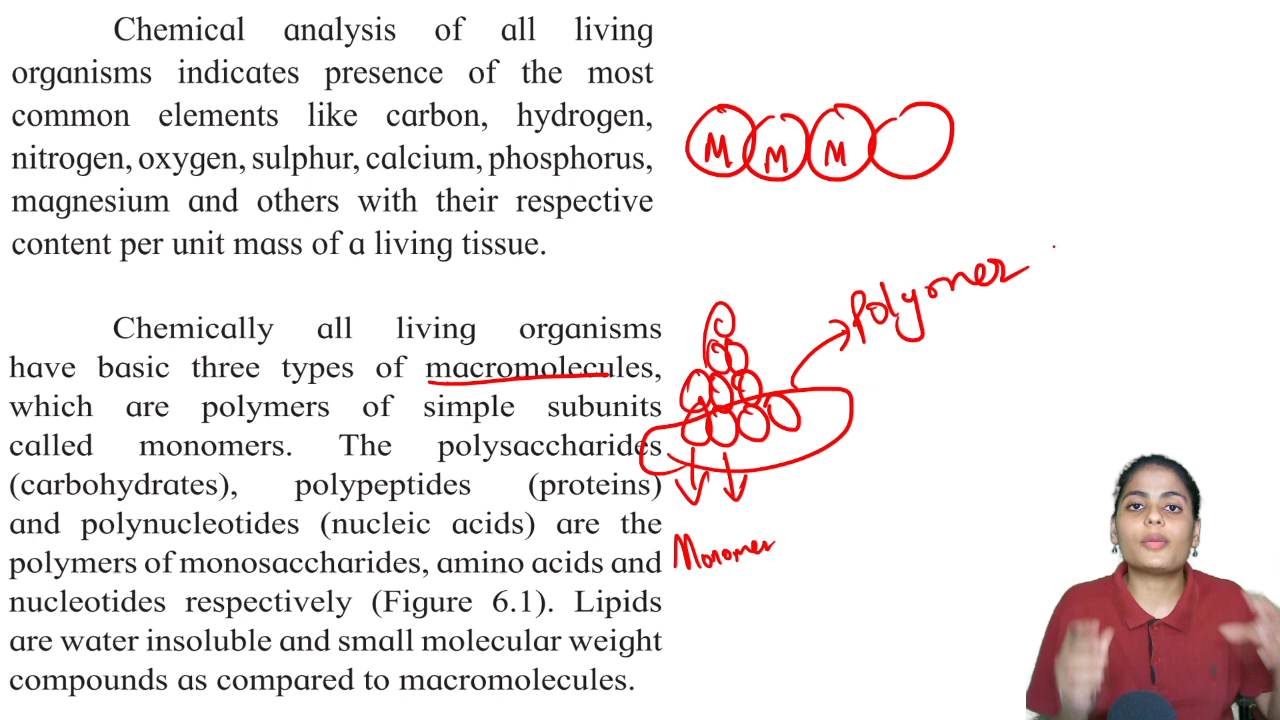 Chemical analysis of all living
organisms indicates presence of the most
common elements like carbon, hydrogen,
nitrogen, oxygen, sulphur, calcium, phosphorus,
magnesium and others with their respective
content per unit mass of a living tissue.
Chemically all living organisms
have basic three types of macromolecules,
which are polymers of simple subunits
called monomers. The polysaccharides
(carbohydrates), polypeptides (proteins)
and polynucleotides (nucleic acids) are the
polymers of monosaccharides, amino acids and
nucleotides respectively (Figure 6.1). Lipids
are water insoluble and small molecular weight
compounds as compared to macromolecules.
M M M
Polymer
Monomer